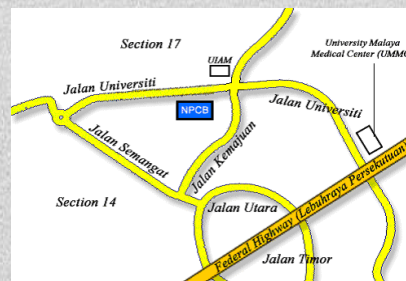 Section 17
University Malaya
Medical Center (UMMC
UIAM
Jalan Universiti
NPCB
Jalan Universiti
Jalan Semangat
Jalan Kemajuan
Section 14
Jalan Utara
Federal Highway (Lebuhraya Persekutuan)
Jalan Timor